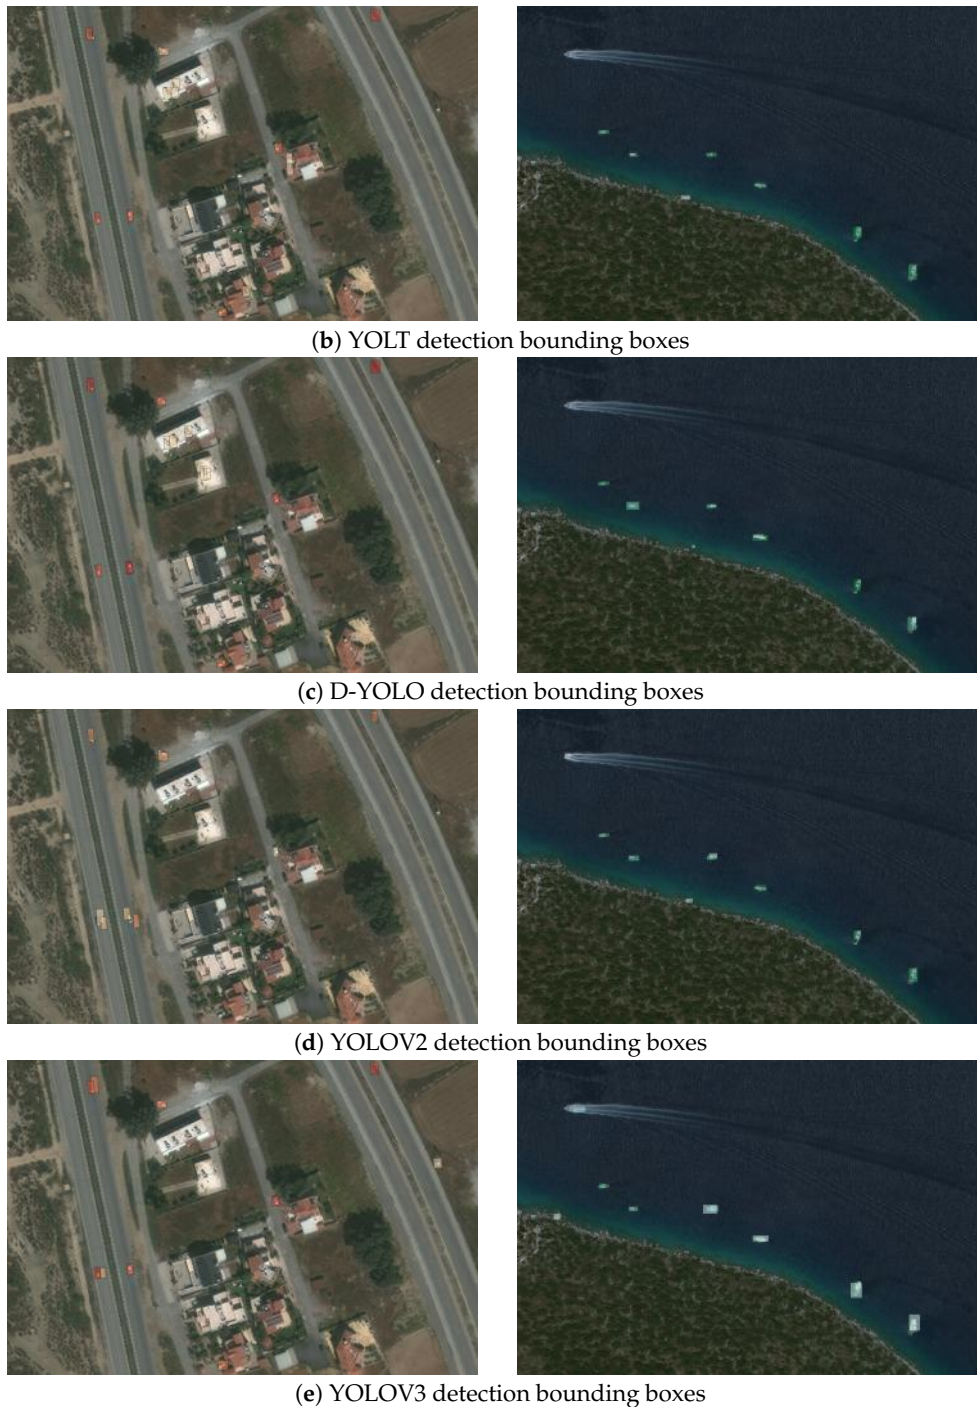 (b) YOLT detection bounding boxes
(c) D-YOLO detection bounding boxes
(d) YOLOV2 detection bounding boxes
(e) YOLOV3 detection bounding boxes